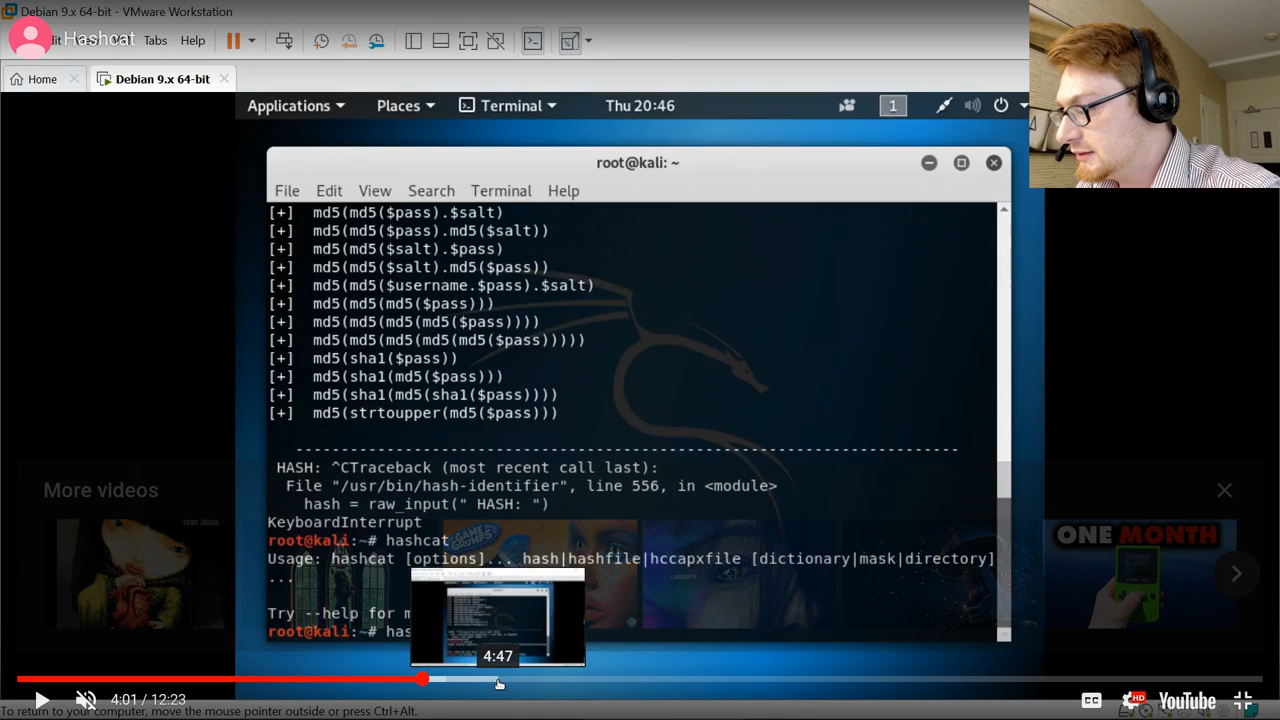 Debian 9.x 64-bit - VMware Workstation
Hashcat
Tabs Help
Home
Debian 9.x 64-bit
Applications Places Terminal Thu 20:46 1
root@kali: ~
File Edit View Search Terminal Help
[+] md5(md5($pass).$salt)
[+] md5(md5($pass).md5($salt))
[+] md5(md5($salt).$pass)
[+] md5(md5($salt).md5($pass))
[+] md5(md5($username.$pass).$salt)
[+] md5(md5(md5($pass)))
[+] md5(md5(md5(md5($pass))))
[+] md5(md5(md5(md5(md5($pass)))))
[+] md5(sha1($pass))
[+] md5(sha1(md5($pass)))
[+] md5(sha1(md5(sha1($pass))))
[+] md5(strtoupper(md5($pass)))
--------------------------------------------------------------------------
HASH: ^CTraceback (most recent call last):
File "/usr/bin/hash-identifier", line 556, in <module>
hash = raw_input(" HASH: ")
KeyboardInterrupt
root@kali:~# hashcat
Usage: hashcat [options]... hash|hashfile|hccapxfile [dictionary|mask|directory]
...
Try --help for
root@kali:~# has
More videos
GAME GRUMPS
LIQUICITY
ONE MONTH
4:47
4:01 / 12:23
CC
HD
YouTube
To return to your computer, move the mouse pointer outside or press Ctrl+Alt.